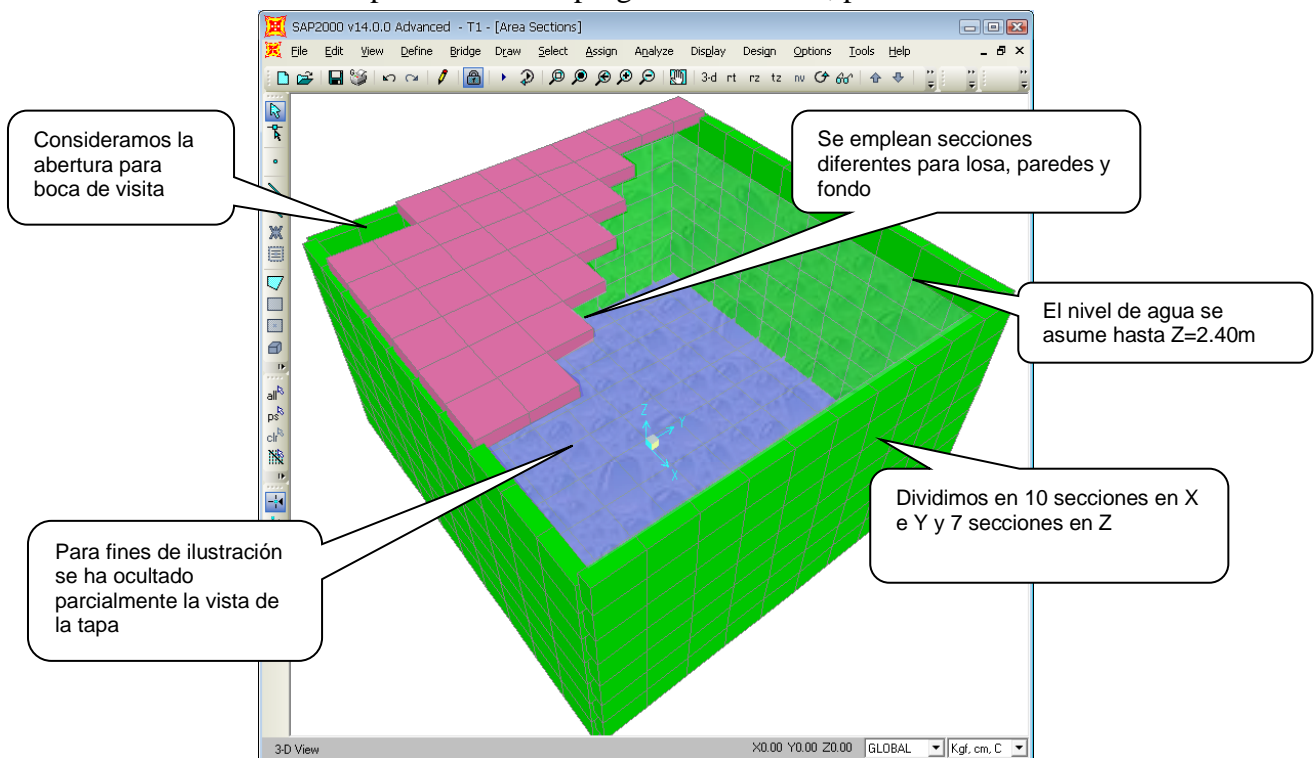 SAP2000 v14.0.0 Advanced - T1 - [Area Sections]
File Edit View Define Bridge Draw Select Assign Analyze Display Design Options Tools Help
3-d rt rz tz nv
Consideramos la
abertura para
boca de visita
Se emplean secciones
diferentes para losa, paredes y
fondo
El nivel de agua se
asume hasta Z=2.40m
all
ps
clr
Z
Y
X
Dividimos en 10 secciones en X
e Y y 7 secciones en Z
Para fines de ilustración
se ha ocultado
parcialmente la vista de
la tapa
3-D View X0.00 Y0.00 Z0.00 GLOBAL Kgf, cm, C